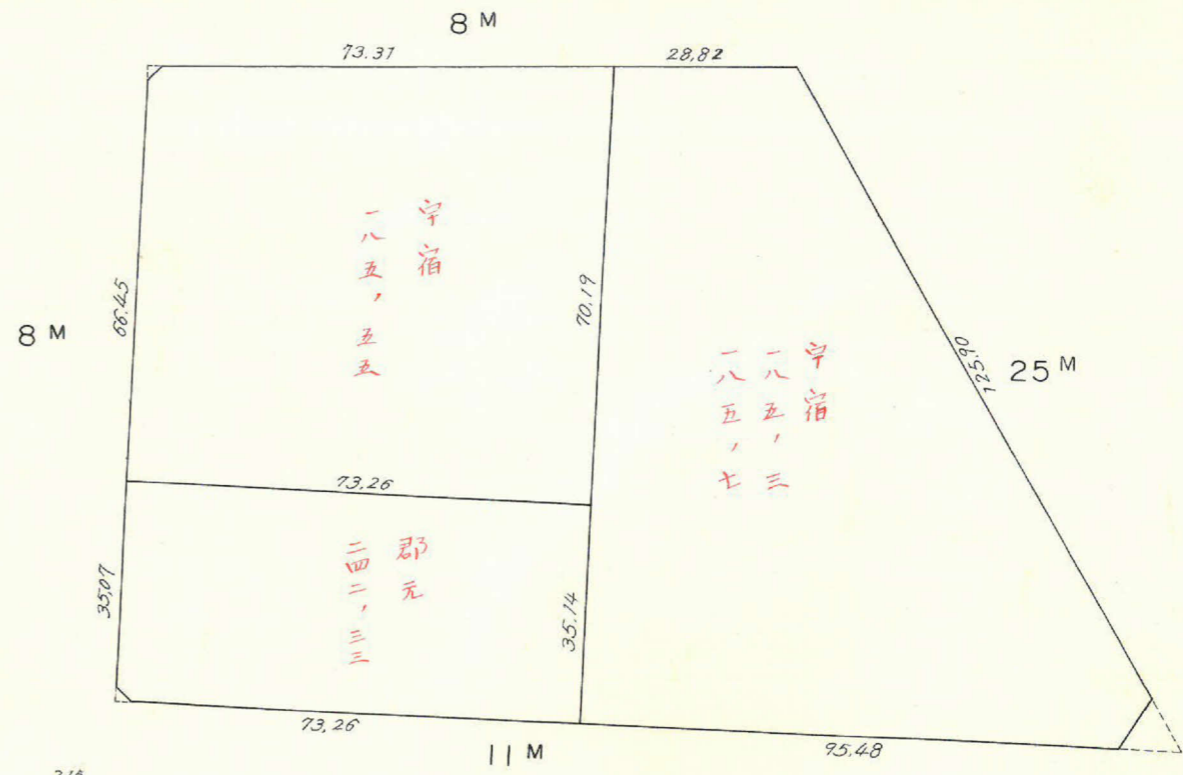 8 M
73.31
28.82
66.45
8 M
宇宿
一八五,五五
70.19
宇宿
一八五,三
一八五,七
125.90
25 M
73.26
35.07
郡元
二四二,三三
35.14
73.26
11 M
95.48